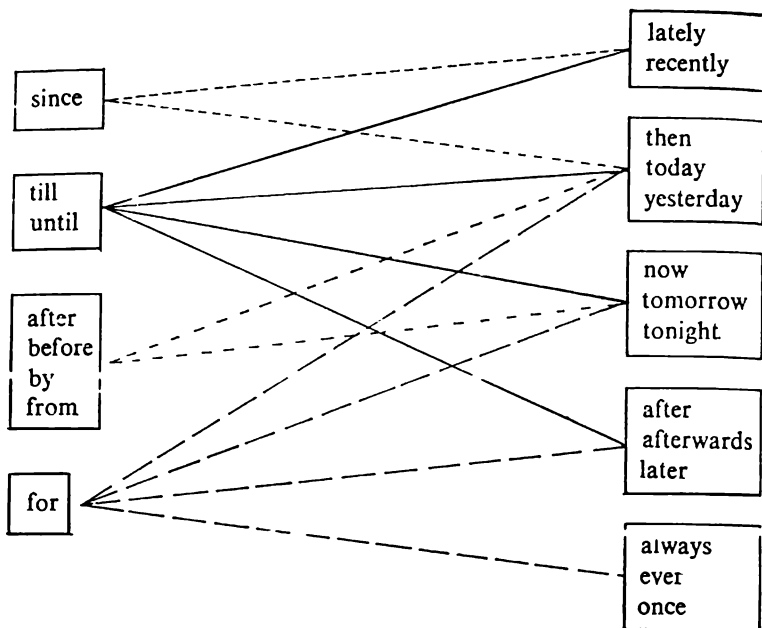 since
till
until
after
before
by
from
for
lately
recently
then
today
yesterday
now
tomorrow
tonight.
after
afterwards
later
always
ever
once